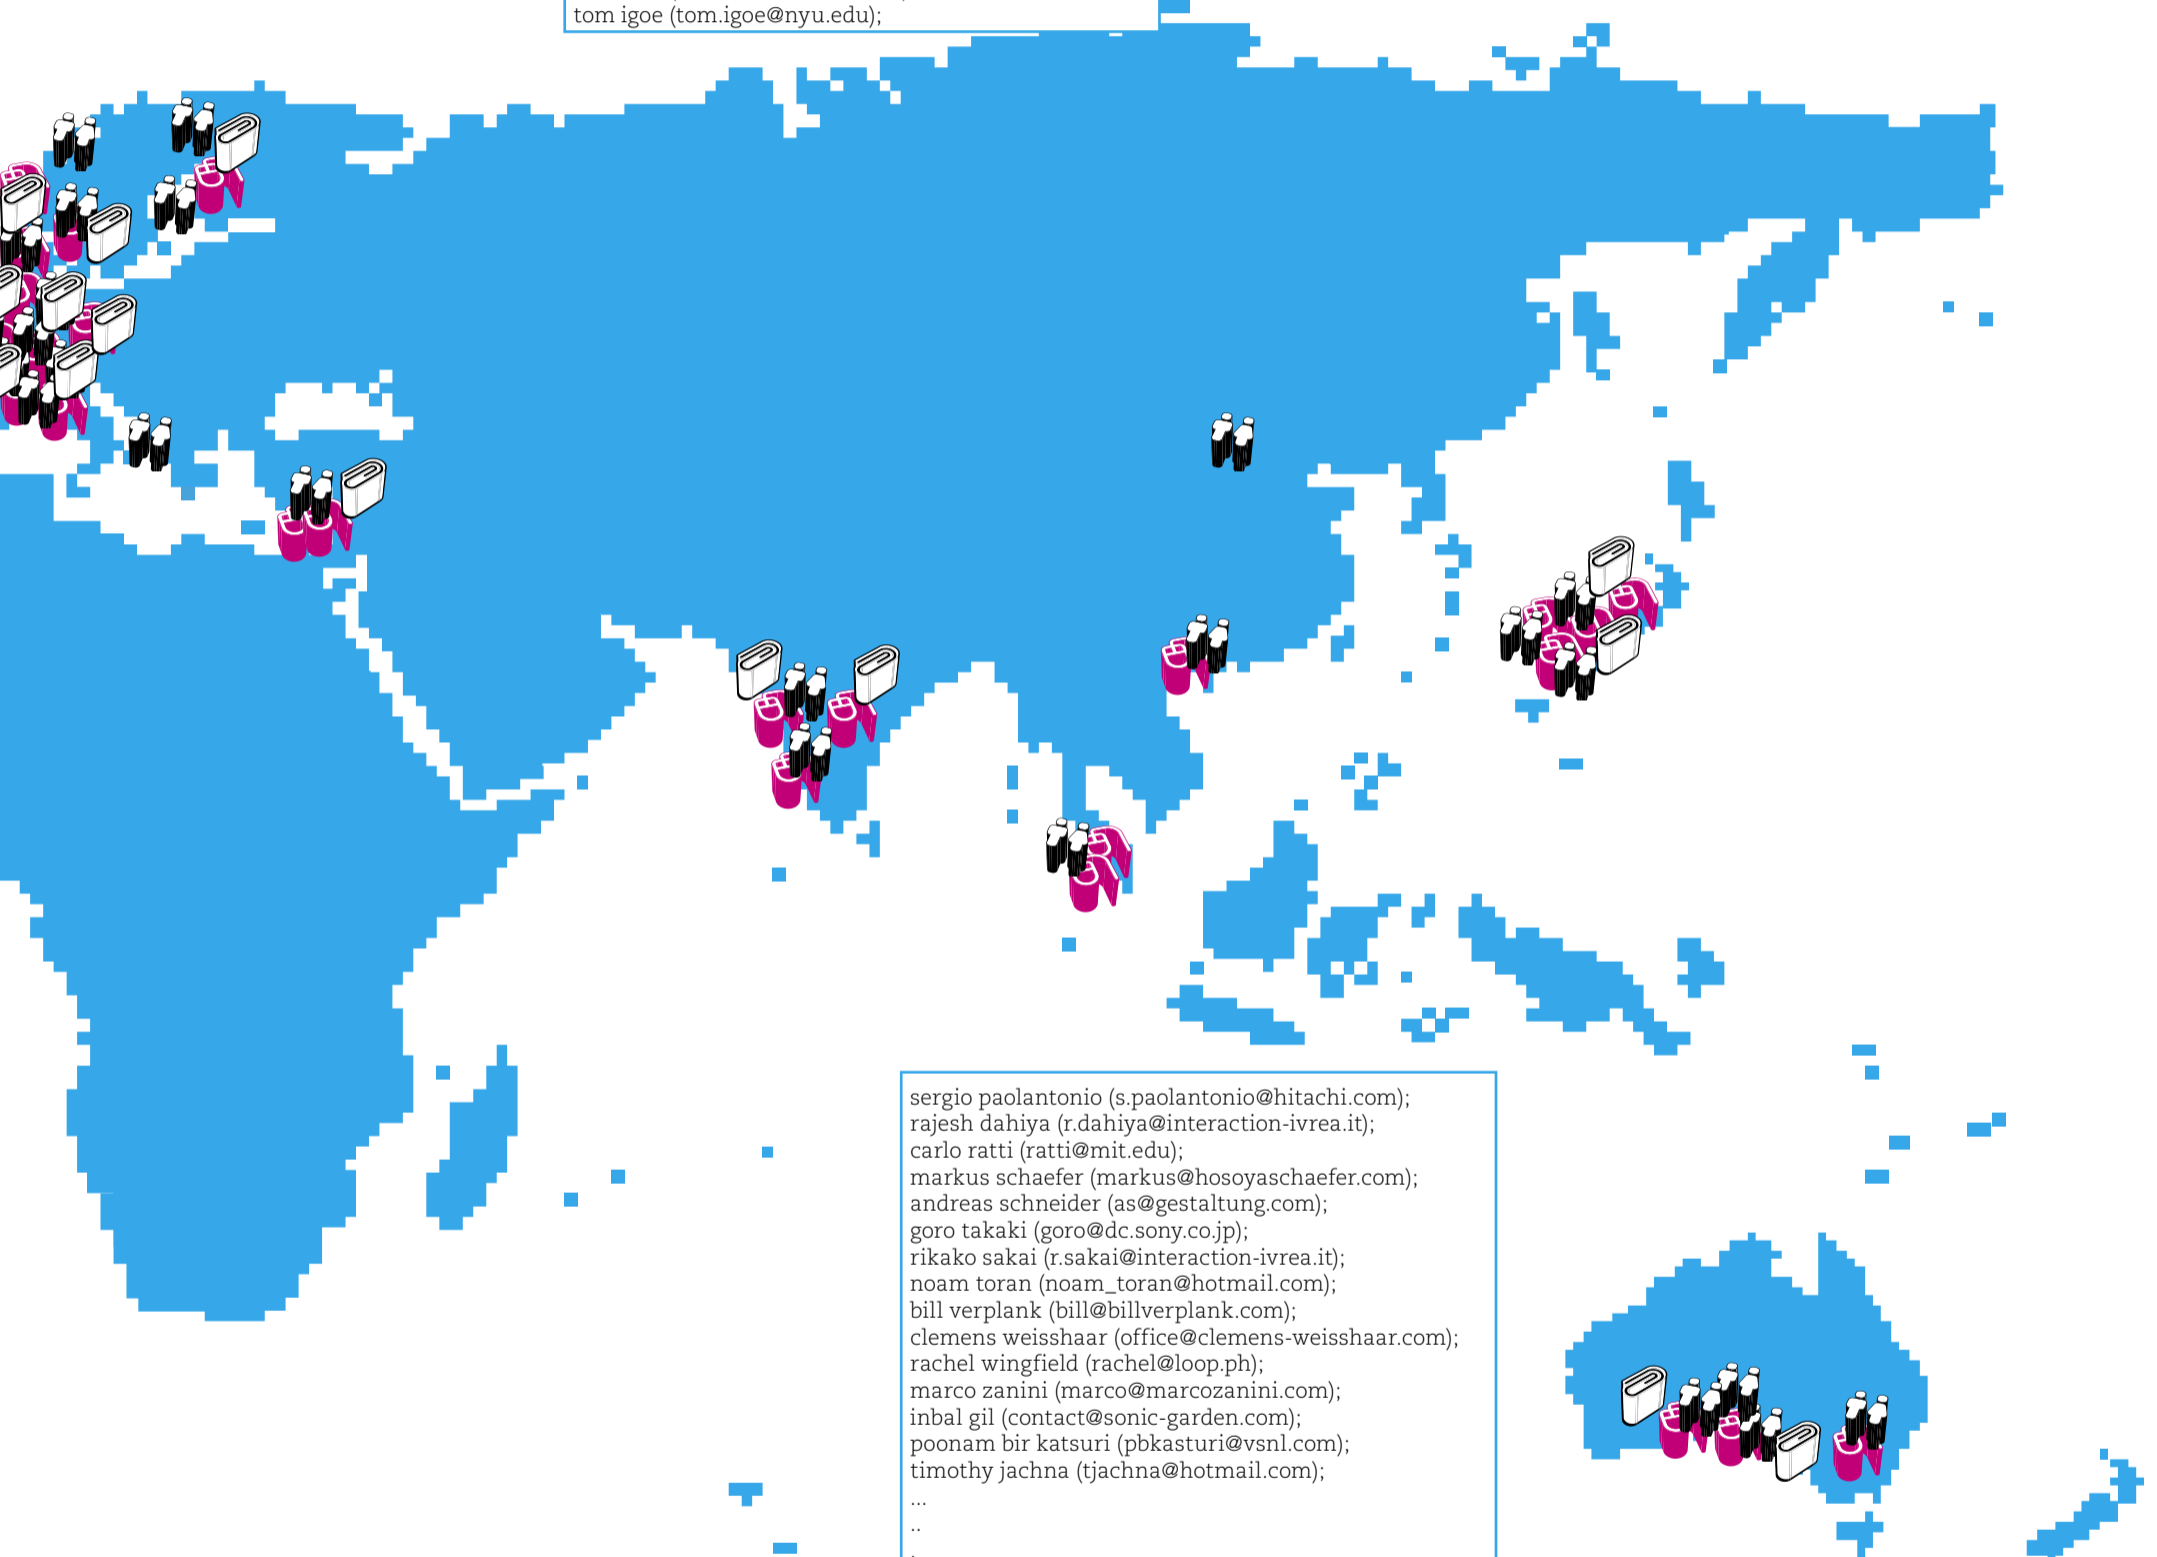 tom igoe (tom.igoe@nyu.edu);
sergio paolantonio (s.paolantonio@hitachi.com);
rajesh dahiya (r.dahiya@interaction-ivrea.it);
carlo ratti (ratti@mit.edu);
markus schaefer (markus@hosoyaschaefer.com);
andreas schneider (as@gestaltung.com);
goro takaki (goro@dc.sony.co.jp);
rikako sakai (r.sakai@interaction-ivrea.it);
noam toran (noam_toran@hotmail.com);
bill verplank (bill@billverplank.com);
clemens weisshaar (office@clemens-weisshaar.com);
rachel wingfield (rachel@loop.ph);
marco zanini (marco@marcozanini.com);
inbal gil (contact@sonic-garden.com);
poonam bir katsuri (pbkasturi@vsnl.com);
timothy jachna (tjachna@hotmail.com);
...
..
.